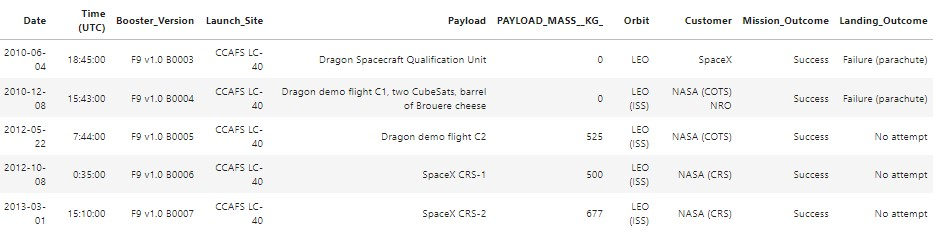 Date Time (UTC) Booster_Version Launch_Site Payload PAYLOAD_MASS__KG_ Orbit Customer Mission_Outcome Landing_Outcome
2010-06-04 18:45:00 F9 v1.0 B0003 CCAFS LC-40 Dragon Spacecraft Qualification Unit 0 LEO SpaceX Success Failure (parachute)
2010-12-08 15:43:00 F9 v1.0 B0004 CCAFS LC-40 Dragon demo flight C1, two CubeSats, barrel of Brouere cheese 0 LEO (ISS) NASA (COTS) NRO Success Failure (parachute)
2012-05-22 7:44:00 F9 v1.0 B0005 CCAFS LC-40 Dragon demo flight C2 525 LEO (ISS) NASA (COTS) Success No attempt
2012-10-08 0:35:00 F9 v1.0 B0006 CCAFS LC-40 SpaceX CRS-1 500 LEO (ISS) NASA (CRS) Success No attempt
2013-03-01 15:10:00 F9 v1.0 B0007 CCAFS LC-40 SpaceX CRS-2 677 LEO (ISS) NASA (CRS) Success No attempt